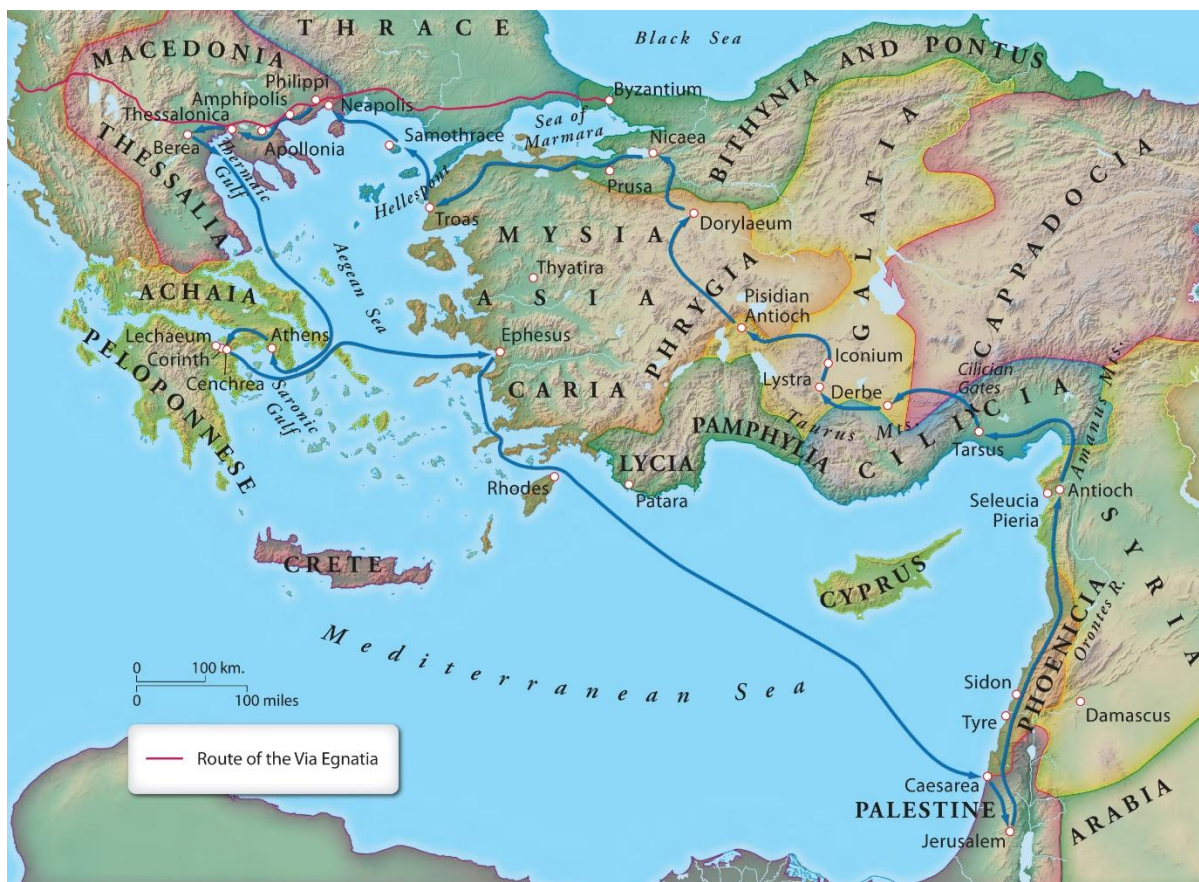 THRACE
Black Sea
MACEDONIA
BITHYNIA AND PONTUS
Philippi
Byzantium
Amphipolis
Neapolis
Thessalonica
Samothrace
Sea of
Marmara
Nicaea
GALATIA
Berea
Apollonia
Thermaic
Gulf
THESSALIA
Hellespont
Prusa
CAPPADOCIA
Troas
Dorylaeum
MYSIA
Aegean Sea
Thyatira
ASIA
PHRYGIA
ACHAIA
Pisidian
Antioch
Lechaeum
Athens
Corinth
Cenchrea
Ephesus
Iconium
PELOPONNESE
Saronic
Gulf
CARIA
Lystra
Derbe
Cilician
Gates
Taurus Mts.
CILICIA
Amanus Mts.
PAMPHYLIA
Tarsus
LYCIA
Rhodes
Patara
Seleucia
Pieria
Antioch
SYRIA
CRETE
CYPRUS
PHOENICIA
Orontes R.
Mediterranean Sea
0 100 km.
0 100 miles
Sidon
Tyre
Damascus
Route of the Via Egnatia
Caesarea
PALESTINE
ARABIA
Jerusalem